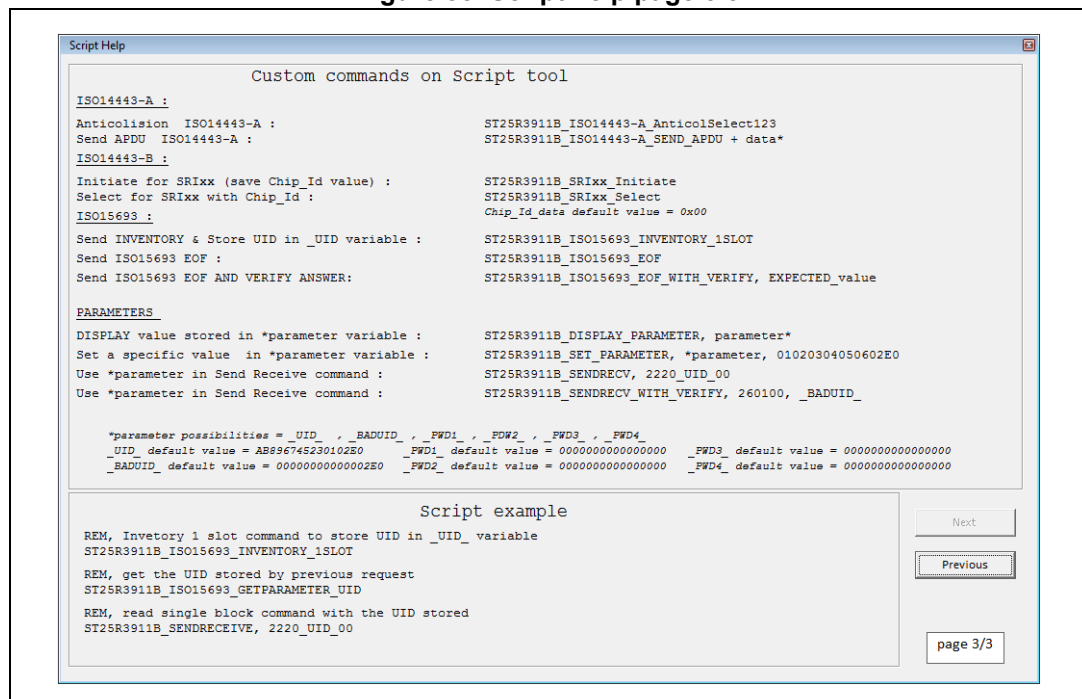 Script Help
Custom commands on Script tool
ISO14443-A :
Anticolision ISO14443-A : ST25R3911B_ISO14443-A_AnticolSelect123
Send APDU ISO14443-A : ST25R3911B_ISO14443-A_SEND_APDU + data*
ISO14443-B :
Initiate for SRIxx (save Chip_Id value) : ST25R3911B_SRIxx_Initiate
Select for SRIxx with Chip_Id : ST25R3911B_SRIxx_Select
ISO15693 : Chip_Id_data default value = 0x00
Send INVENTORY & Store UID in _UID variable : ST25R3911B_ISO15693_INVENTORY_1SLOT
Send ISO15693 EOF : ST25R3911B_ISO15693_EOF
Send ISO15693 EOF AND VERIFY ANSWER: ST25R3911B_ISO15693_EOF_WITH_VERIFY, EXPECTED_value
PARAMETERS_
DISPLAY value stored in *parameter variable : ST25R3911B_DISPLAY_PARAMETER, parameter*
Set a specific value in *parameter variable : ST25R3911B_SET_PARAMETER, *parameter, 01020304050602E0
Use *parameter in Send Receive command : ST25R3911B_SENDRECV, 2220_UID_00
Use *parameter in Send Receive command : ST25R3911B_SENDRECV_WITH_VERIFY, 260100, _BADUID_
*parameter possibilities = _UID_ , _BADUID_ , _PWD1_ , _PDW2_ , _PWD3_ , _PWD4_
_UID_ default value = AB896745230102E0 _PWD1_ default value = 0000000000000000 _PWD3_ default value = 0000000000000000
_BADUID_ default value = 00000000000002E0 _PWD2_ default value = 0000000000000000 _PWD4_ default value = 0000000000000000
Script example
REM, Invetory 1 slot command to store UID in _UID_ variable
ST25R3911B_ISO15693_INVENTORY_1SLOT
REM, get the UID stored by previous request
ST25R3911B_ISO15693_GETPARAMETER_UID
REM, read single block command with the UID stored
ST25R3911B_SENDRECEIVE, 2220_UID_00
Next
Previous
page 3/3